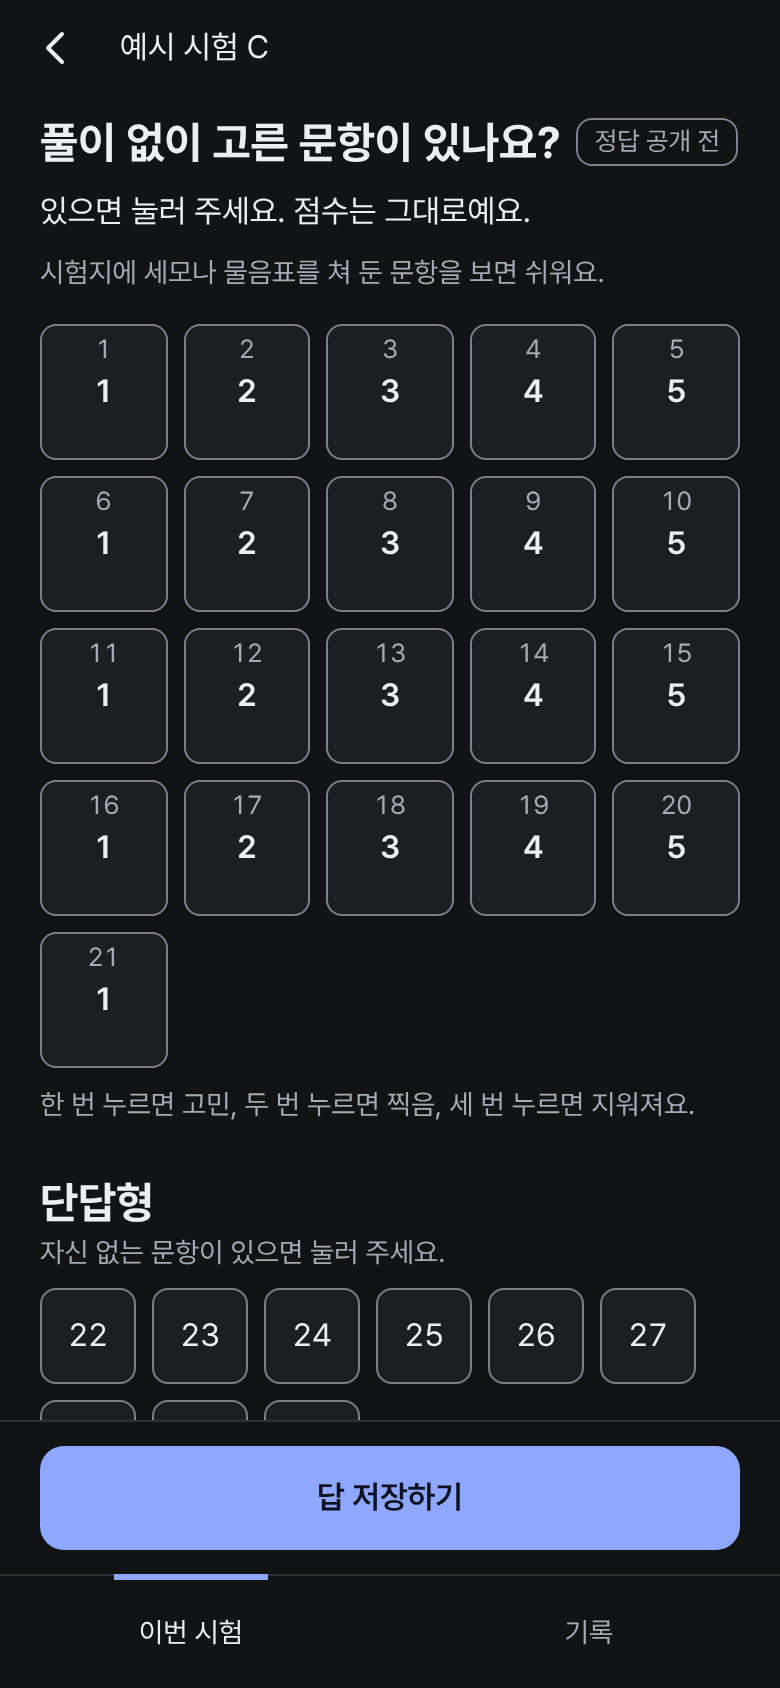 예시 시험 C
풀이 없이 고른 문항이 있나요? 정답 공개 전
있으면 눌러 주세요. 점수는 그대로예요.
시험지에 세모나 물음표를 쳐 둔 문항을 보면 쉬워요.
1 2 3 4 5
1 2 3 4 5
6 7 8 9 10
1 2 3 4 5
11 12 13 14 15
1 2 3 4 5
16 17 18 19 20
1 2 3 4 5
21
1
한 번 누르면 고민, 두 번 누르면 찍음, 세 번 누르면 지워져요.
단답형
자신 없는 문항이 있으면 눌러 주세요.
22 23 24 25 26 27
답 저장하기
이번 시험 기록